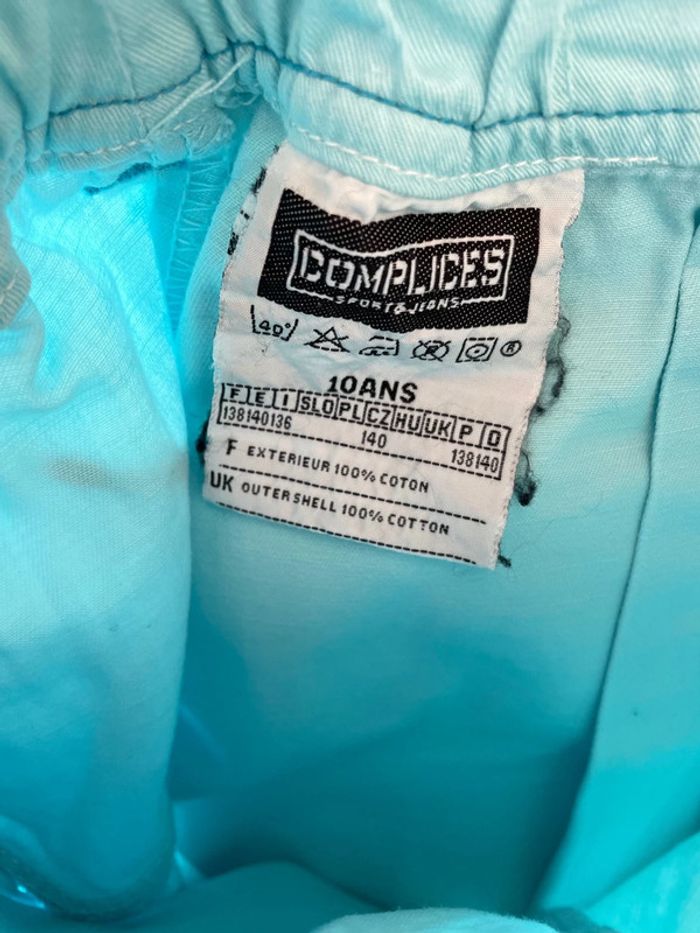 COMPLICES
SPORT & JEANS
40°
®
10ANS
F E I SLO PL CZ HU UK P D
138 140 136 140 138 140
F EXTERIEUR 100% COTON
UK OUTER SHELL 100% COTTON